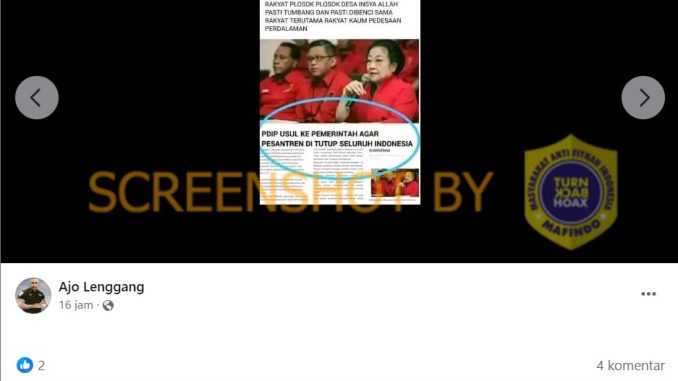 RAKYAT PLOSOK PLOSOK DESA INSYA ALLAH
PASTI TUMBANG DAN PASTI DIBENCI SAMA
RAKYAT TERUTAMA RAKYAT KAUM PEDESAAN
PERDALAMAN
PDIP USUL KE PEMERINTAH AGAR
PESANTREN DI TUTUP SELURUH INDONESIA
SCREENSHOT BY
MASYARAKAT ANTI FITNAH INDONESIA
TURN
BACK
HOAX
MAFINDO
Ajo Lenggang
16 jam
2
4 komentar